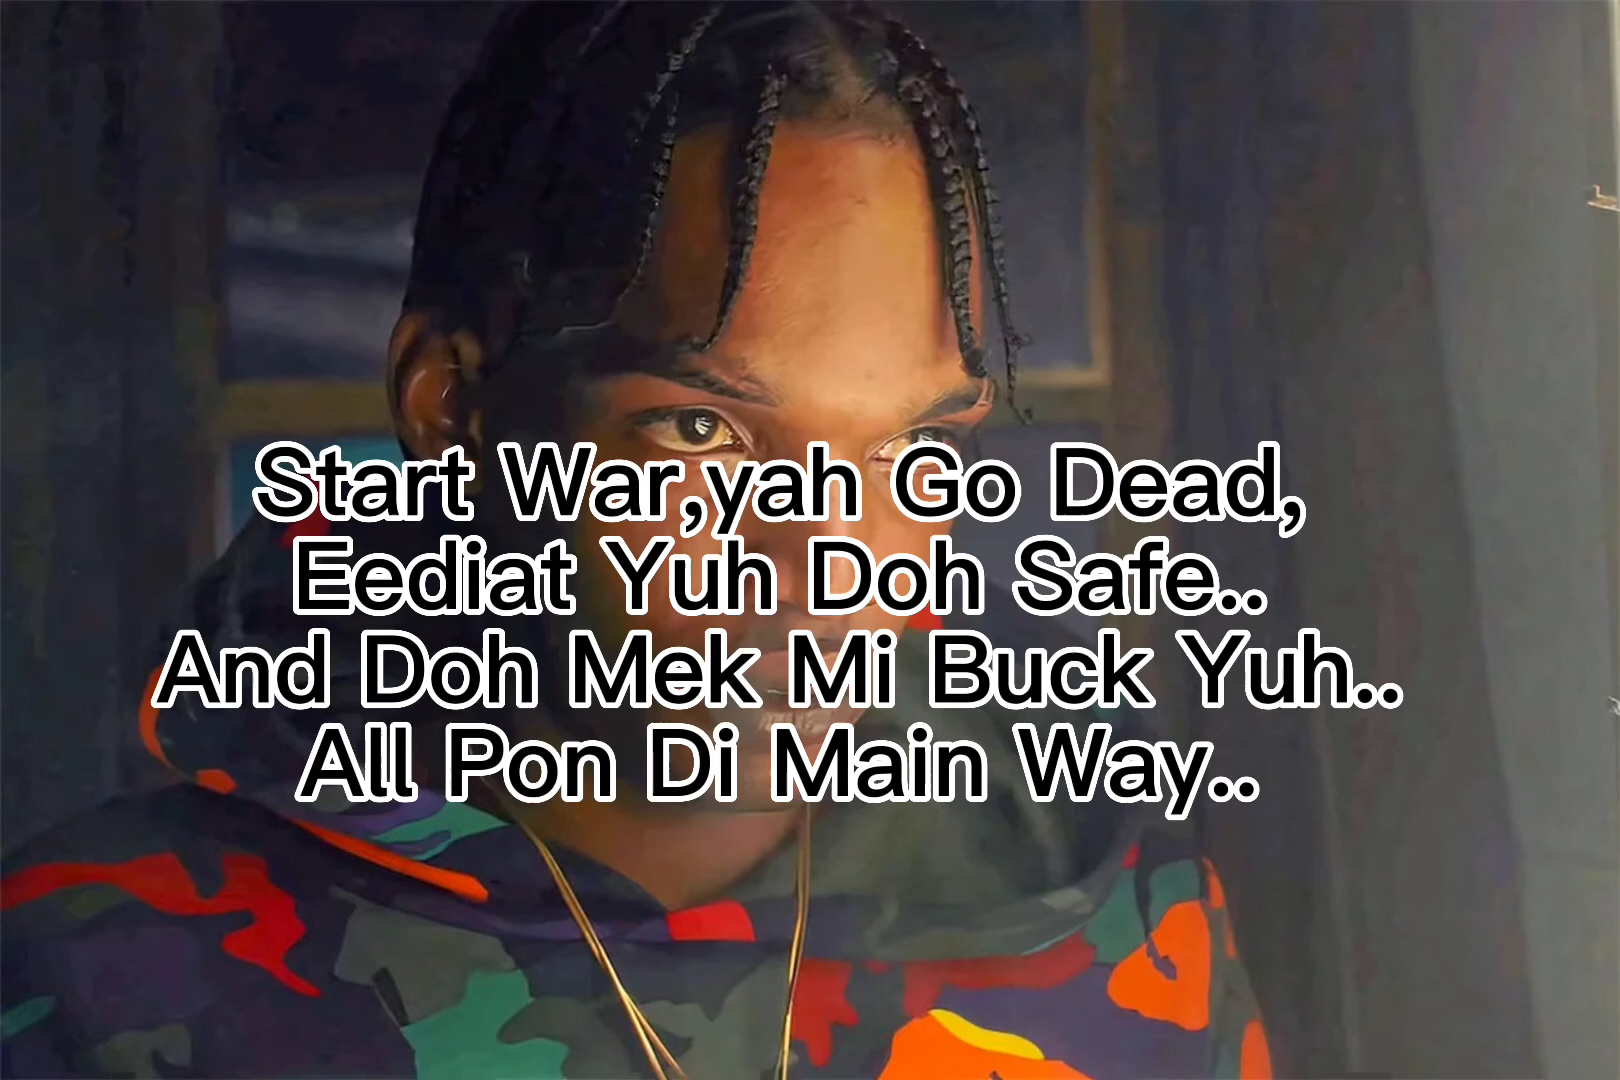 Start War,yah Go Dead,
Eediat Yuh Doh Safe..
And Doh Mek Mi Buck Yuh..
All Pon Di Main Way..